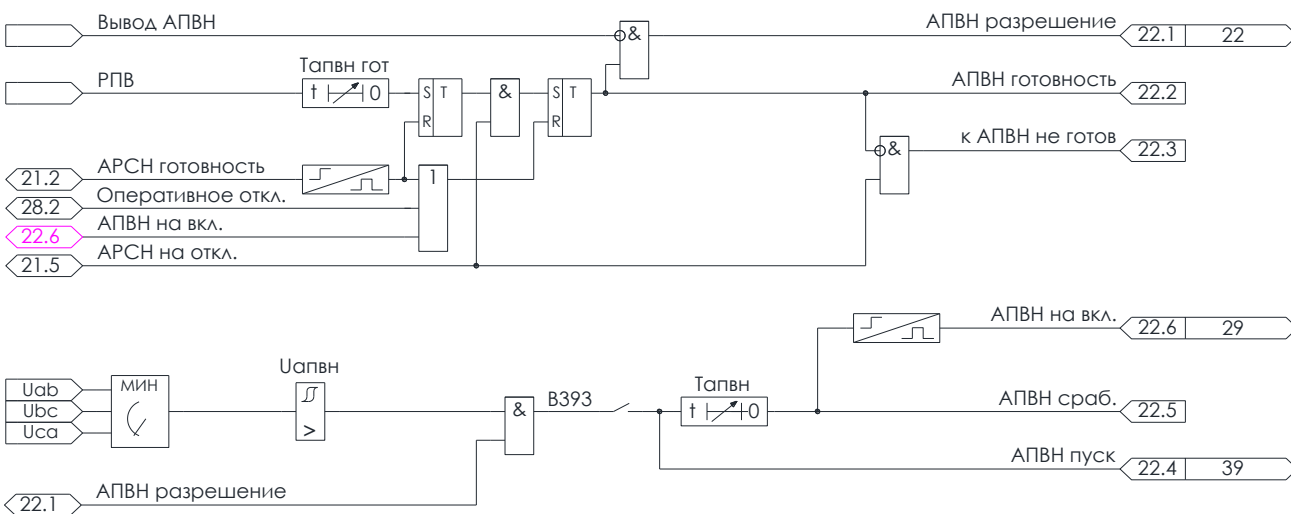 Вывод АПВН
АПВН разрешение
22.1 22
&
РПВ
Тапвн гот
t 0
S T
R
&
S T
R
АПВН готовность
22.2
&
к АПВН не готов
22.3
21.2 АРСН готовность
1
28.2 Оперативное откл.
22.6 АПВН на вкл.
21.5 АРСН на откл.
АПВН на вкл.
22.6 29
Uab
Ubc
Uca
МИН
Uапвн
>
&
В393
Тапвн
t 0
АПВН сраб.
22.5
АПВН пуск
22.4 39
22.1 АПВН разрешение